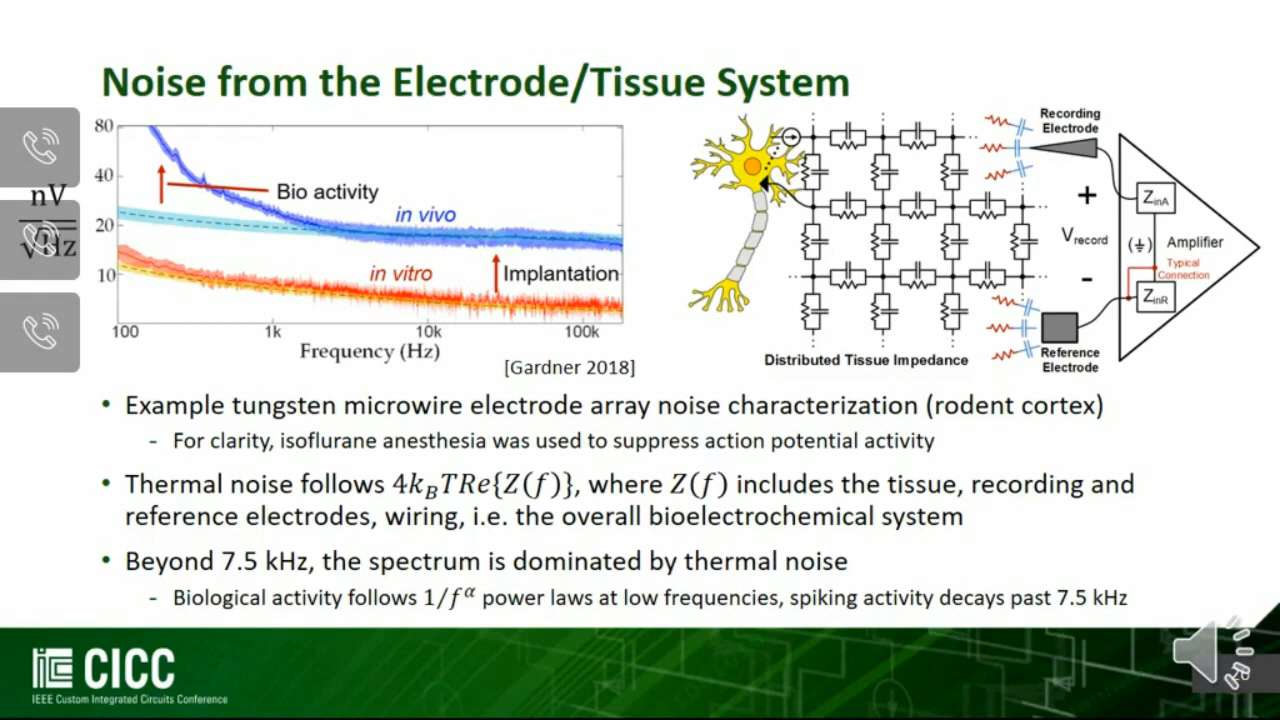 Noise from the Electrode/Tissue System
80
40
20
10
nV
√Hz
Bio activity
in vivo
in vitro
Implantation
100
1k
10k
100k
Frequency (Hz)
[Gardner 2018]
Recording
Electrode
+
V_record
-
Z_inA
(⏚)
Amplifier
Typical
Connection
Z_inR
Reference
Electrode
Distributed Tissue Impedance
• Example tungsten microwire electrode array noise characterization (rodent cortex)
- For clarity, isoflurane anesthesia was used to suppress action potential activity
• Thermal noise follows 4k_BTRe{Z(f)}, where Z(f) includes the tissue, recording and
reference electrodes, wiring, i.e. the overall bioelectrochemical system
• Beyond 7.5 kHz, the spectrum is dominated by thermal noise
- Biological activity follows 1/f^α power laws at low frequencies, spiking activity decays past 7.5 kHz
CICC
IEEE Custom Integrated Circuits Conference